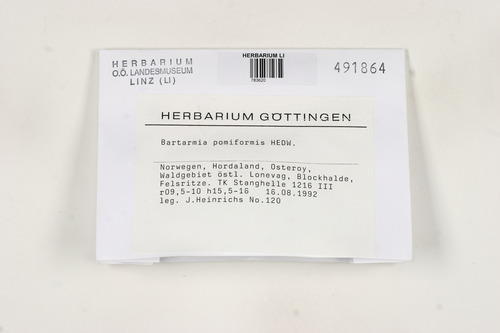 HERBARIUM
O.Ö. LANDESMUSEUM
LINZ (LI)
HERBARIUM LI
783620
491864
HERBARIUM GÖTTINGEN
Bartarmia pomiformis HEDW.
Norwegen, Hordaland, Osteroy,
Waldgebiet östl. Lonevag, Blockhalde,
Felsritze. TK Stanghelle 1216 III
r09,5-10 h15,5-16 16.08.1992
leg. J.Heinrichs No.120